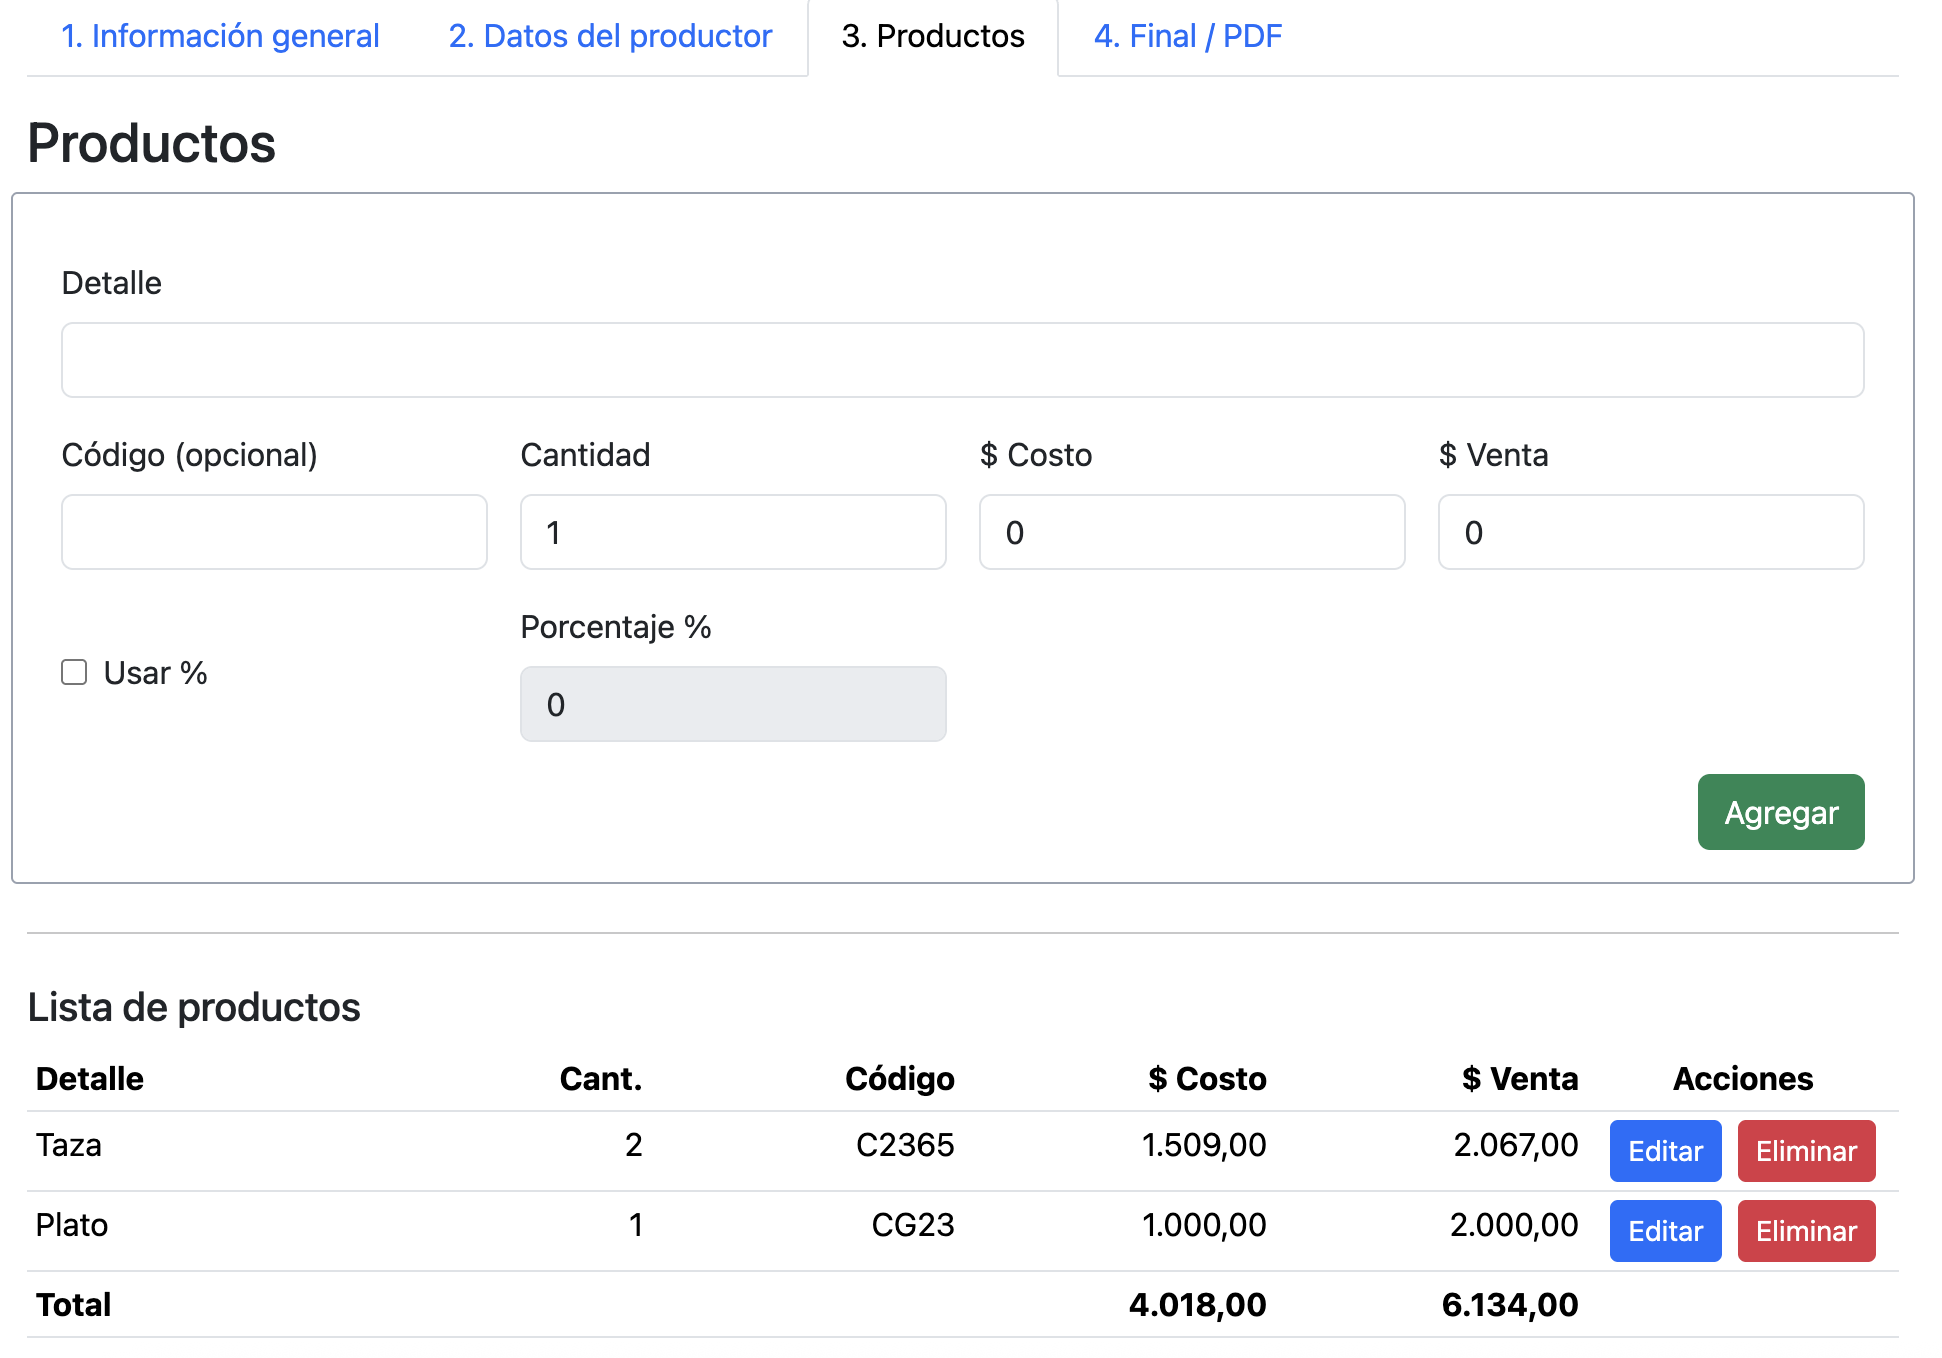 1. Información general 2. Datos del productor 3. Productos 4. Final / PDF
Productos
Detalle
Código (opcional) Cantidad $ Costo $ Venta
1 0 0
Porcentaje %
Usar %
0
Agregar
Lista de productos
Detalle Cant. Código $ Costo $ Venta Acciones
Taza 2 C2365 1.509,00 2.067,00 Editar Eliminar
Plato 1 CG23 1.000,00 2.000,00 Editar Eliminar
Total 4.018,00 6.134,00